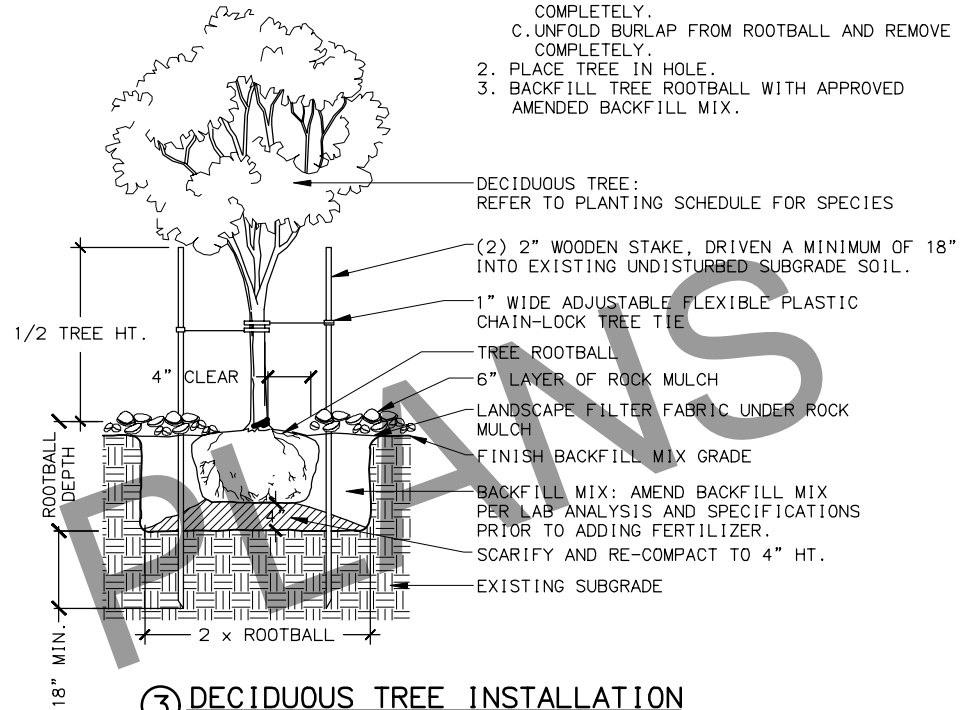 COMPLETELY.
C.UNFOLD BURLAP FROM ROOTBALL AND REMOVE
COMPLETELY.
2. PLACE TREE IN HOLE.
3. BACKFILL TREE ROOTBALL WITH APPROVED
AMENDED BACKFILL MIX.
DECIDUOUS TREE:
REFER TO PLANTING SCHEDULE FOR SPECIES
(2) 2" WOODEN STAKE, DRIVEN A MINIMUM OF 18"
INTO EXISTING UNDISTURBED SUBGRADE SOIL.
1" WIDE ADJUSTABLE FLEXIBLE PLASTIC
CHAIN-LOCK TREE TIE
1/2 TREE HT.
TREE ROOTBALL
4" CLEAR
6" LAYER OF ROCK MULCH
LANDSCAPE FILTER FABRIC UNDER ROCK
MULCH
FINISH BACKFILL MIX GRADE
ROOTBALL
DEPTH
BACKFILL MIX: AMEND BACKFILL MIX
PER LAB ANALYSIS AND SPECIFICATIONS
PRIOR TO ADDING FERTILIZER.
4"
SCARIFY AND RE-COMPACT TO 4" HT.
EXISTING SUBGRADE
2 x ROOTBALL
18" MIN.
PLANS
3 DECIDUOUS TREE INSTALLATION